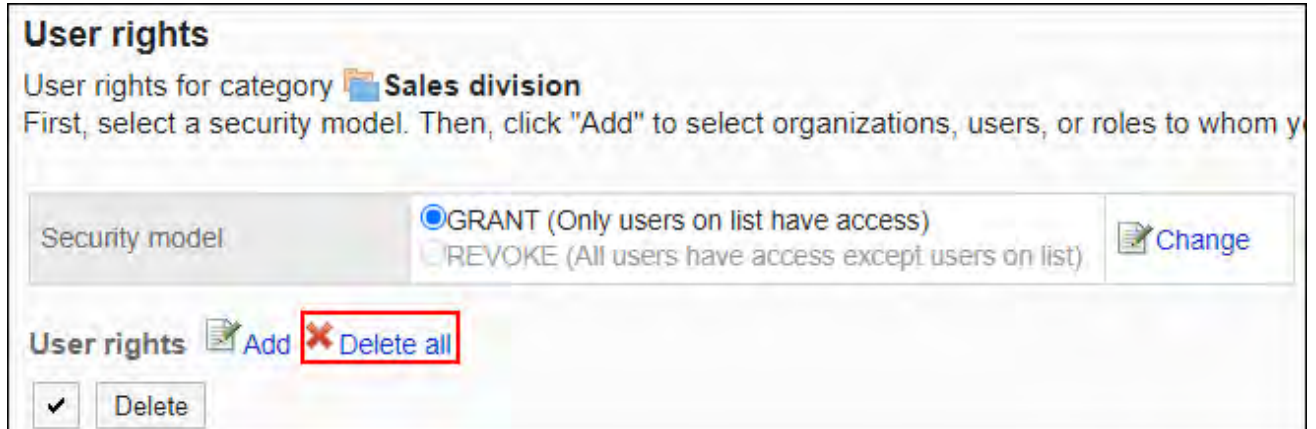 User rights
User rights for category Sales division
First, select a security model. Then, click "Add" to select organizations, users, or roles to whom
Security model
GRANT (Only users on list have access)
REVOKE (All users have access except users on list)
Change
User rights Add Delete all
Delete